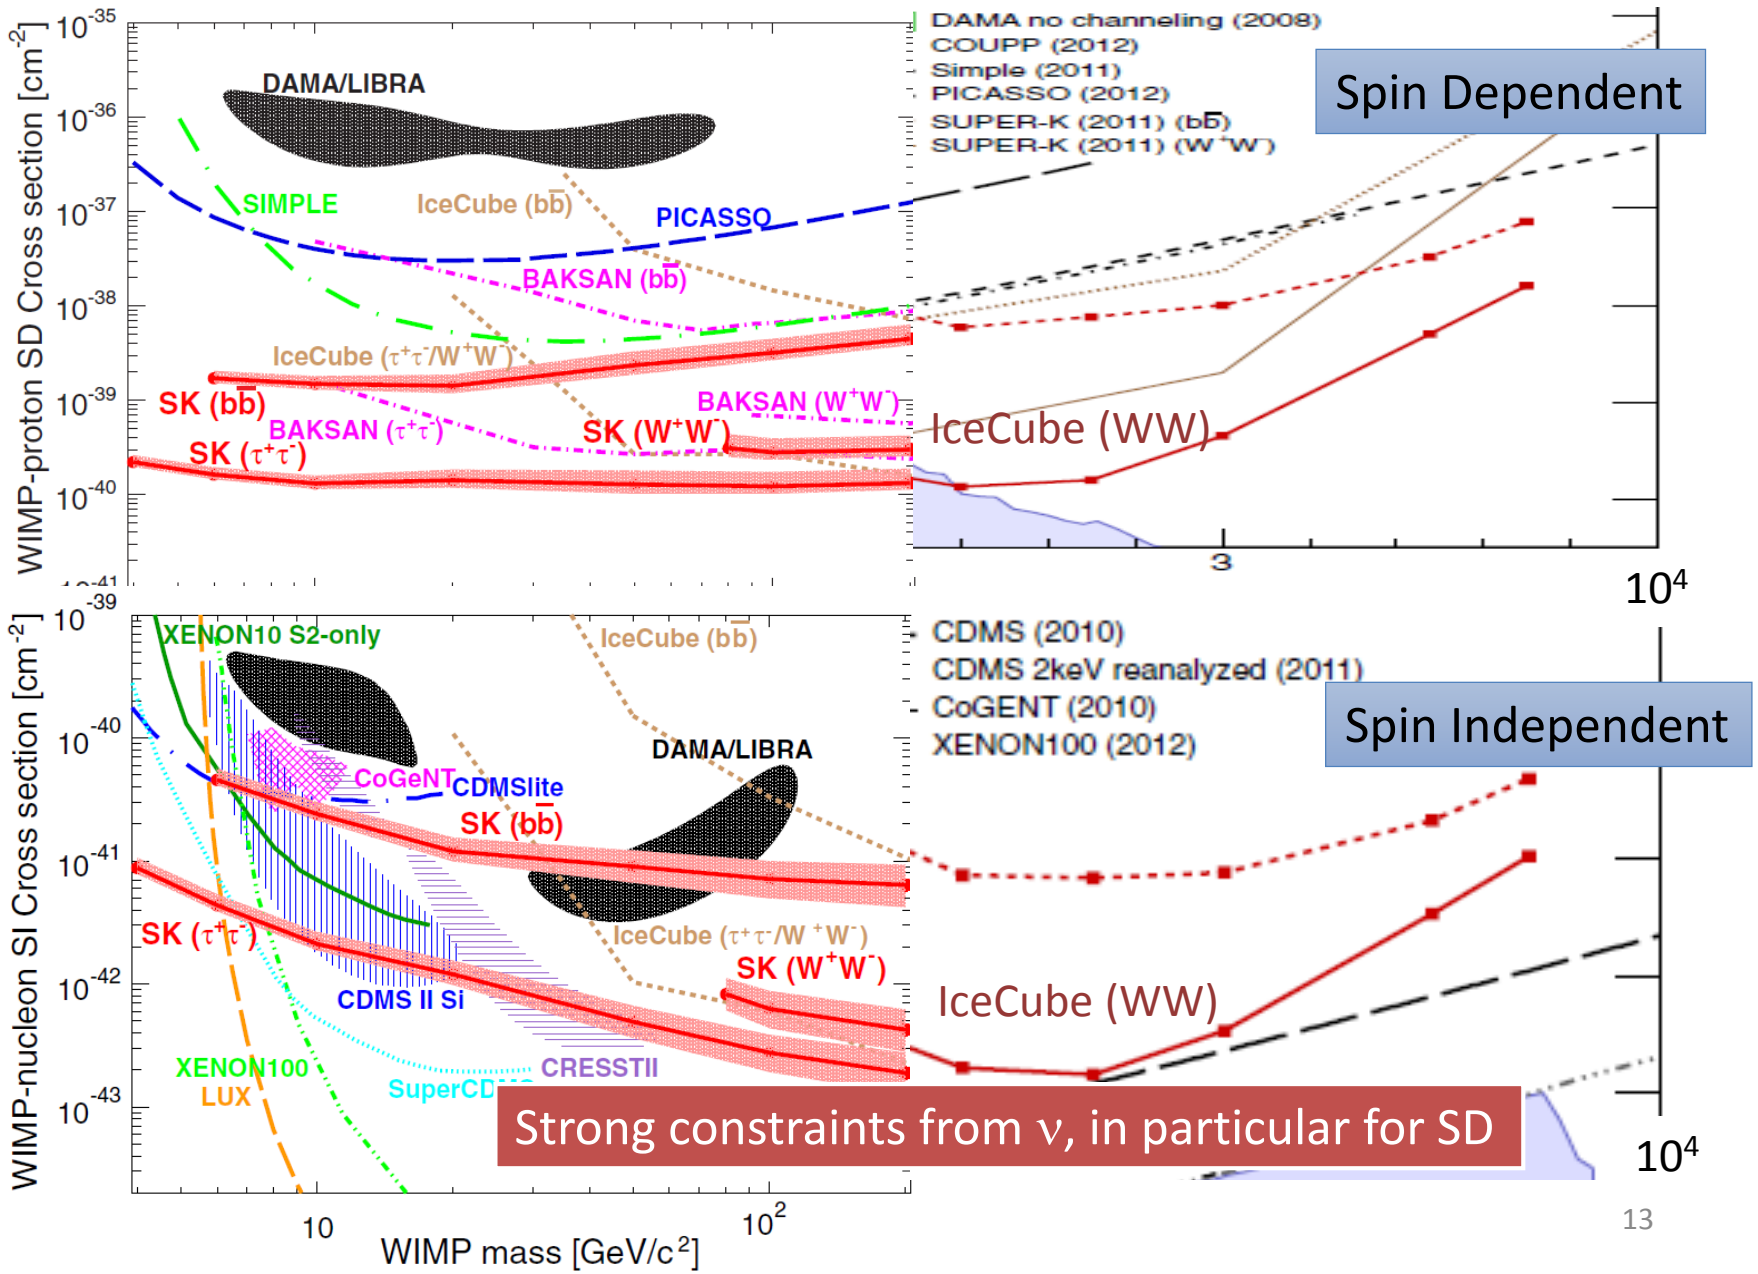 10^-35
DAMA no channeling (2008)
COUPP (2012)
Simple (2011)
PICASSO (2012)
SUPER-K (2011) (bb̅)
SUPER-K (2011) (W⁺W⁻)
Spin Dependent
WIMP-proton SD Cross section [cm^-2]
DAMA/LIBRA
10^-36
SIMPLE
IceCube (bb̅)
PICASSO
10^-37
BAKSAN (bb̅)
10^-38
IceCube (τ⁺τ⁻/W⁺W⁻)
SK (bb̅)
BAKSAN (W⁺W⁻)
10^-39
BAKSAN (τ⁺τ⁻)
SK (W⁺W⁻)
IceCube (WW)
SK (τ⁺τ⁻)
10^-40
3
10^4
10^-39
WIMP-nucleon SI Cross section [cm^-2]
XENON10 S2-only
IceCube (bb̅)
CDMS (2010)
CDMS 2keV reanalyzed (2011)
CoGENT (2010)
XENON100 (2012)
Spin Independent
10^-40
DAMA/LIBRA
CoGeNT
CDMSlite
SK (bb̅)
10^-41
SK (τ⁺τ⁻)
IceCube (τ⁺τ⁻/W⁺W⁻)
SK (W⁺W⁻)
10^-42
CDMS II Si
IceCube (WW)
XENON100
CRESSTII
LUX
10^-43
Strong constraints from ν, in particular for SD
10^4
10
10^2
WIMP mass [GeV/c^2]
13